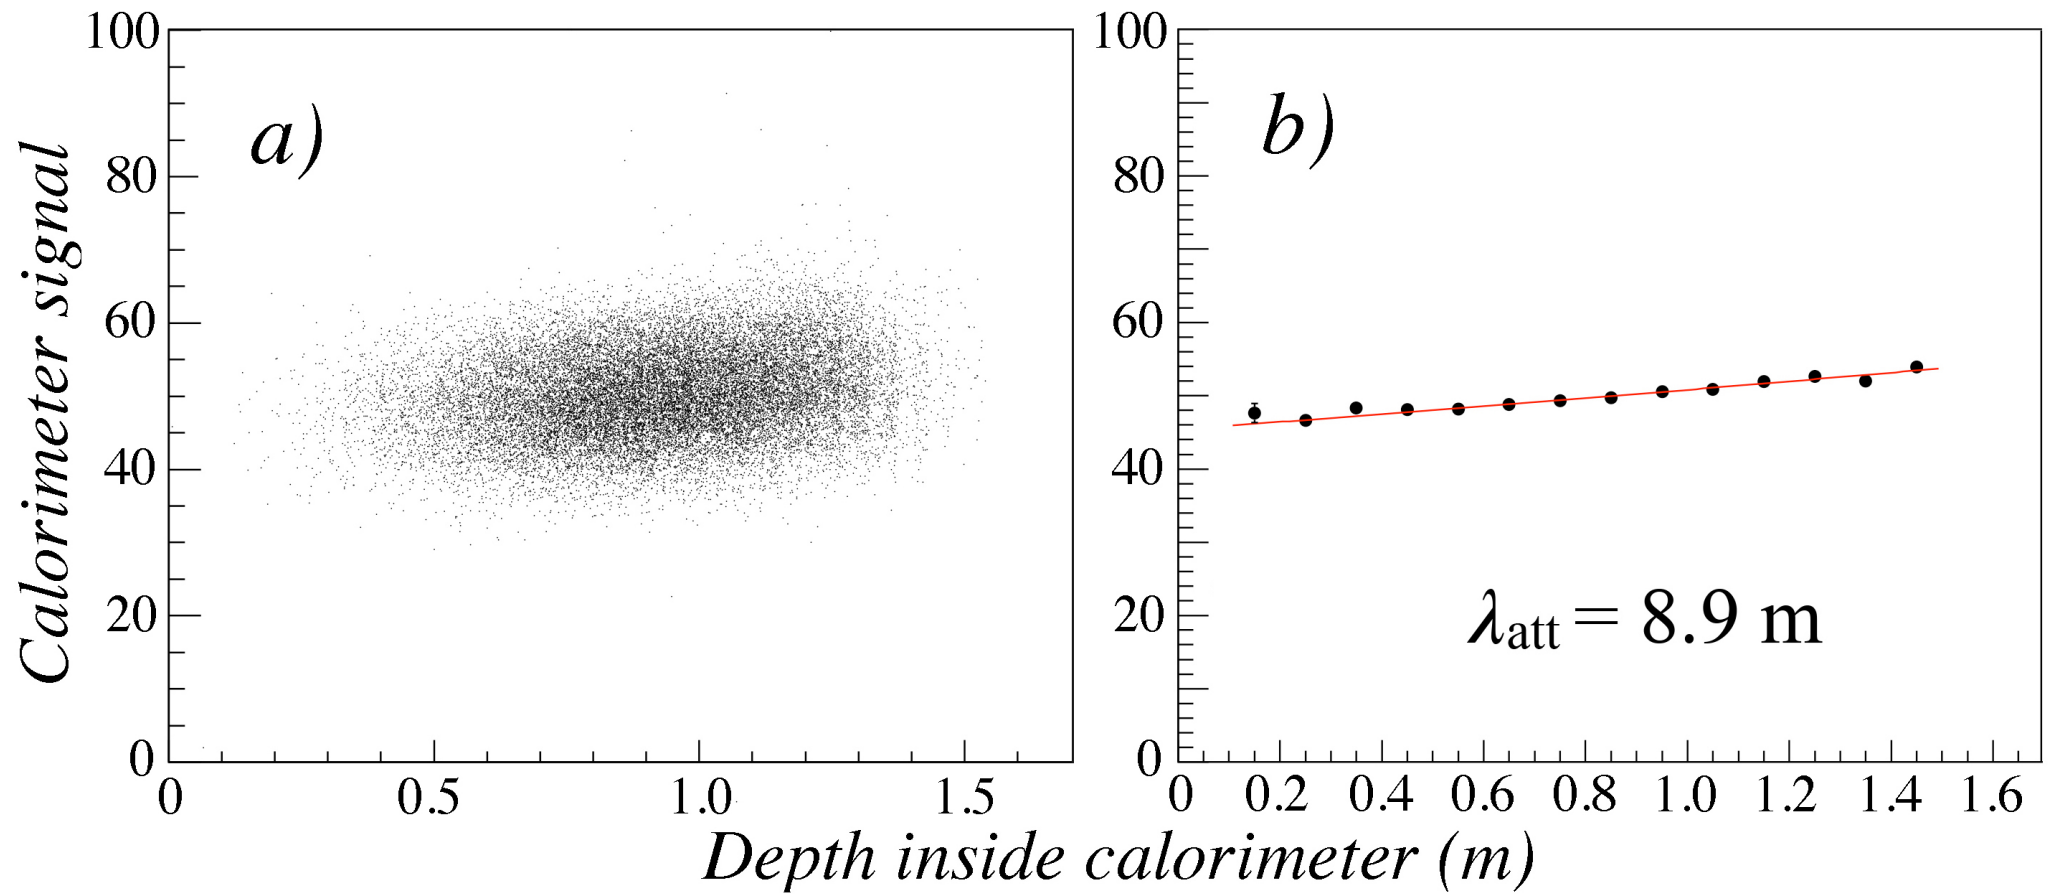 Calorimeter signal
100
80
60
40
20
0
0 0.5 1.0 1.5
a)
100
80
60
40
20
0
0 0.2 0.4 0.6 0.8 1.0 1.2 1.4 1.6
b)
λatt = 8.9 m
Depth inside calorimeter (m)